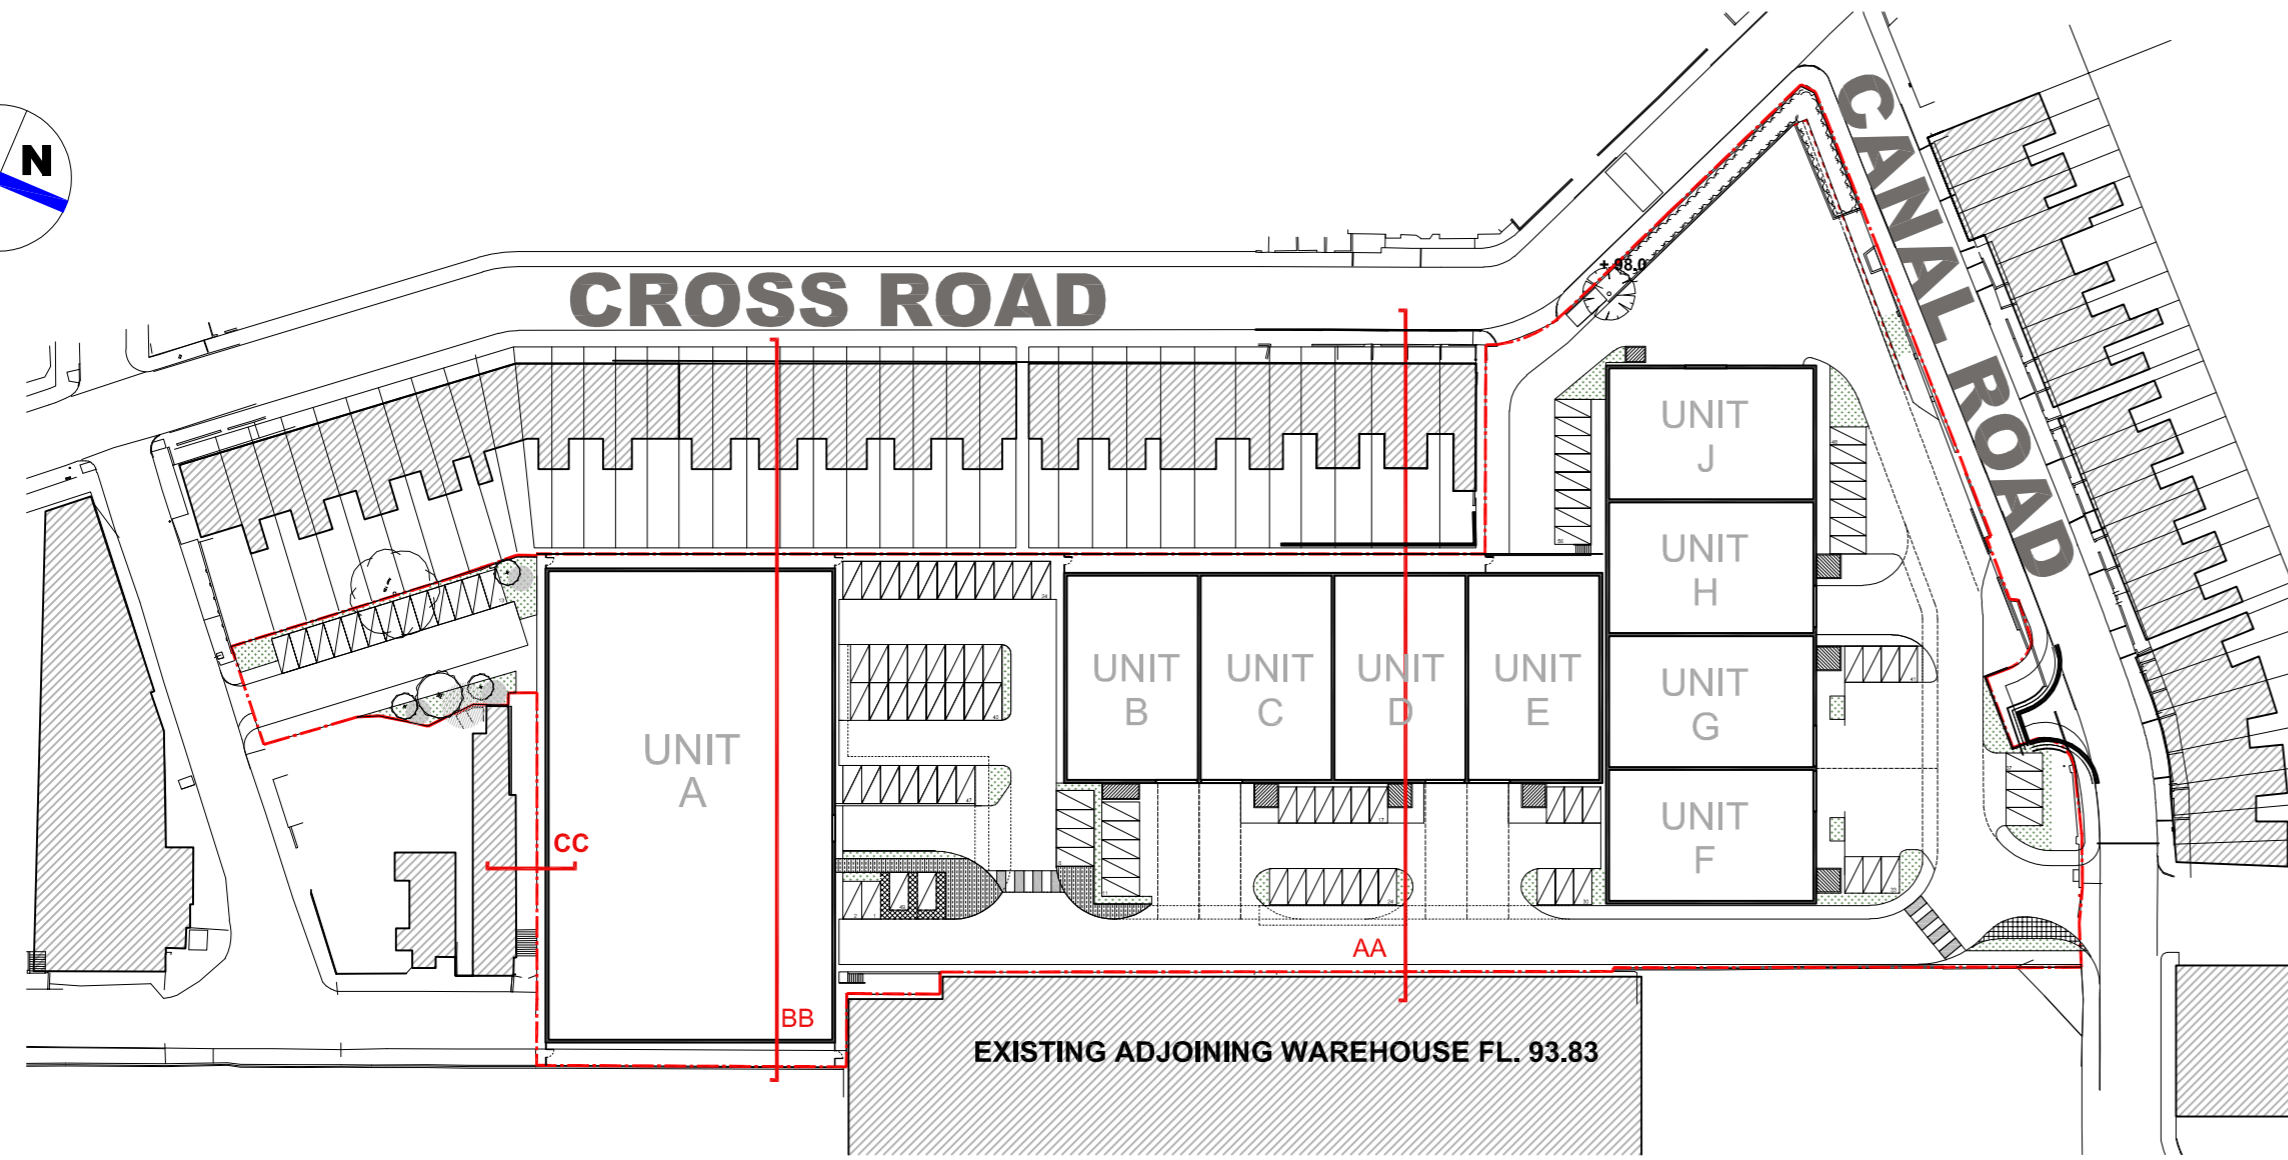 N
CROSS ROAD
CANAL ROAD
+ 98.0
UNIT
J
UNIT
H
UNIT
A
UNIT
B
UNIT
C
UNIT
D
UNIT
E
UNIT
G
UNIT
F
CC
AA
BB
EXISTING ADJOINING WAREHOUSE FL. 93.83